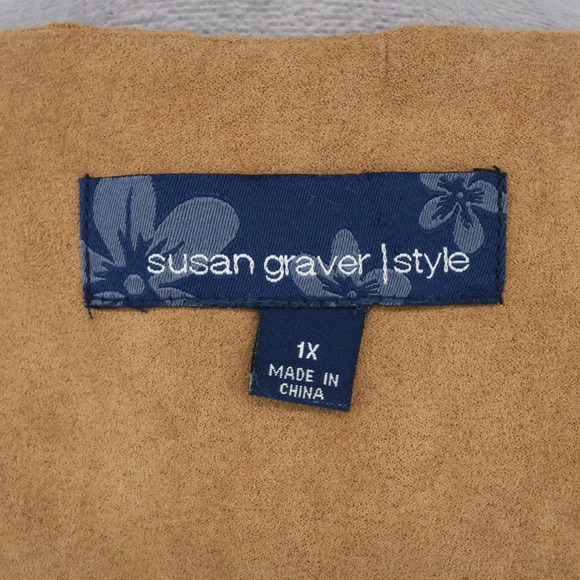 susan graver | style
1X
MADE IN
CHINA